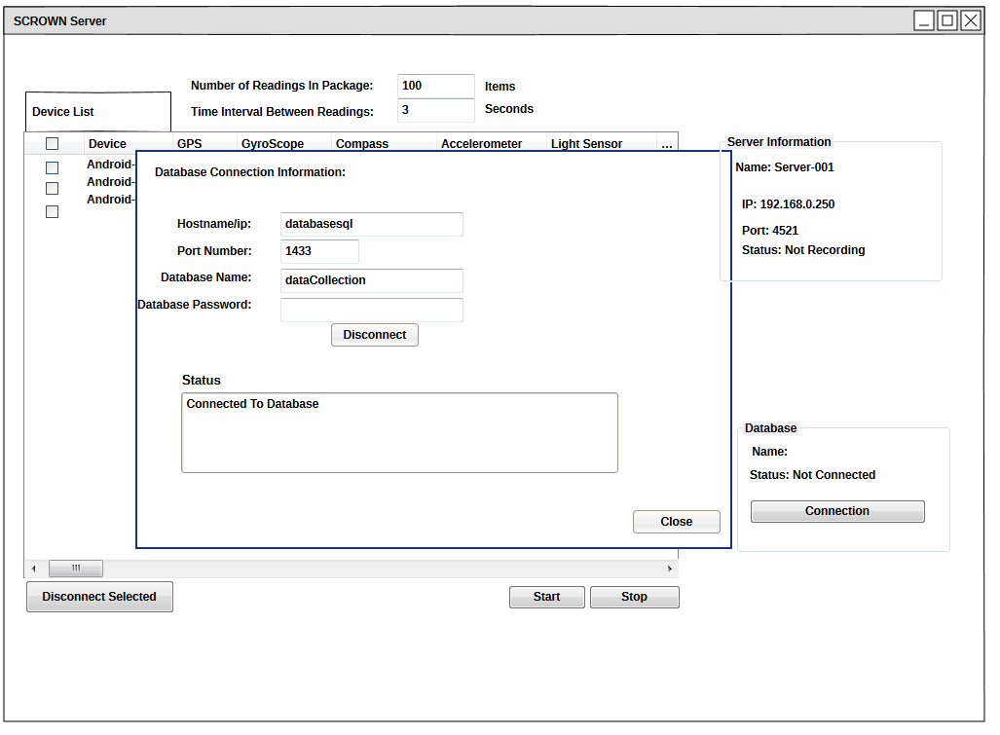 SCROWN Server
Number of Readings In Package: 100 Items
Time Interval Between Readings: 3 Seconds
Device List
Device GPS GyroScope Compass Accelerometer Light Sensor ...
Android-
Android-
Android-
Database Connection Information:
Hostname/ip: databasesql
Port Number: 1433
Database Name: dataCollection
Database Password:
Disconnect
Status
Connected To Database
Close
Server Information
Name: Server-001
IP: 192.168.0.250
Port: 4521
Status: Not Recording
Database
Name:
Status: Not Connected
Connection
Disconnect Selected
Start Stop